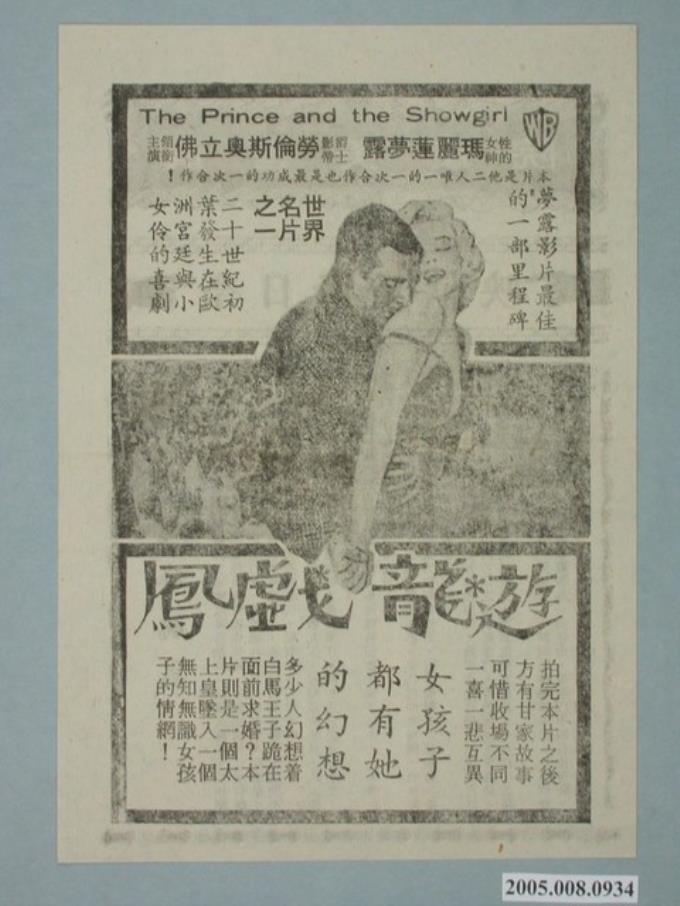 The Prince and the Showgirl
WB
性的女神 瑪麗蓮夢露 爵士影帝 勞倫斯奧立佛 領銜主演
本片是他二人唯一的一次合作也是最成功的一次合作！
夢露影片最佳
的一部里程碑
世界
名片
之一
二十世紀初
葉發生在歐
洲宮廷與小
女伶的喜劇
遊龍戱鳳
拍完本片之後
方有甘家故事
可惜收場不同
一喜一悲互異
女孩子
都有她
的幻想
多少人幻想着
白馬王子跪在
面前求婚？本
片則是一個太
上皇墜入一個
無知無識女孩
子的情網！
2005.008.0934